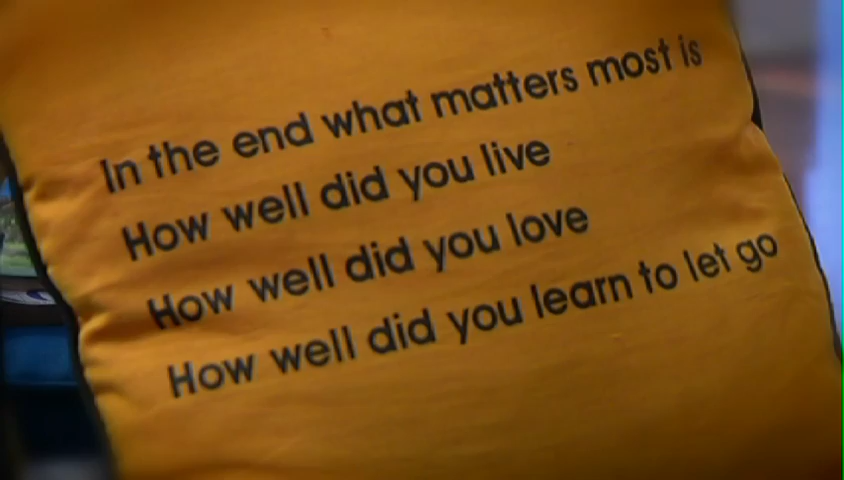 In the end what matters most is
How well did you live
How well did you love
How well did you learn to let go